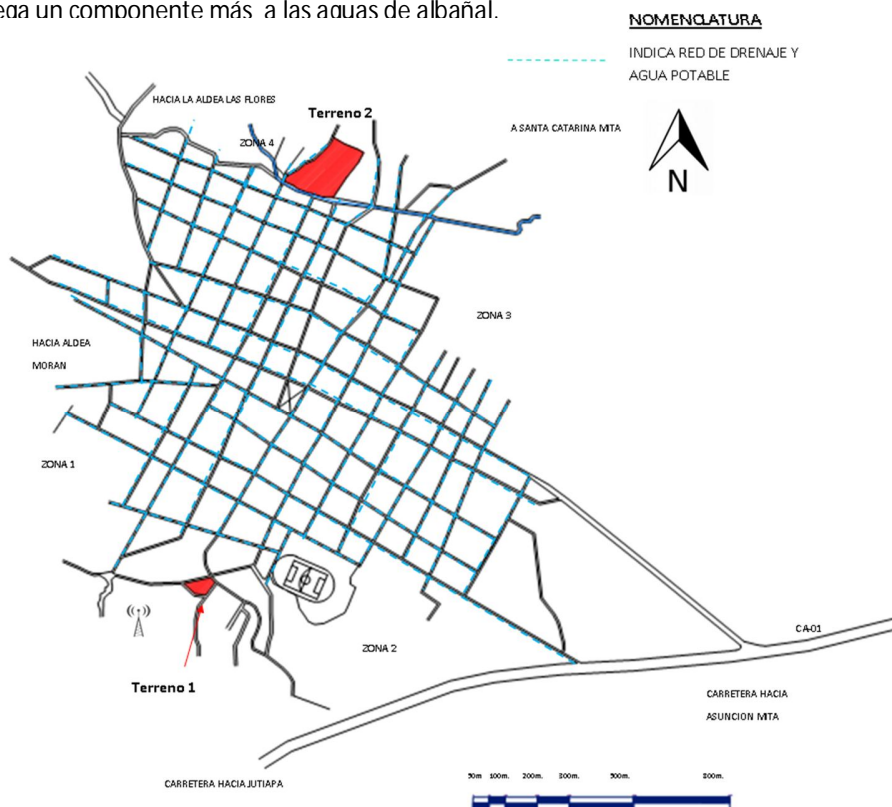 ega un componente más a las aguas de albañal.
NOMENCLATURA
INDICA RED DE DRENAJE Y
AGUA POTABLE
HACIA LA ALDEA LAS FLORES
Terreno 2
A SANTA CATARINA MITA
ZONA 4
N
ZONA 3
HACIA ALDEA
MORAN
ZONA 1
CA-01
ZONA 2
Terreno 1
CARRETERA HACIA
ASUNCION MITA
CARRETERA HACIA JUTIAPA
50m 100m. 200m. 300m. 500m. 800m.